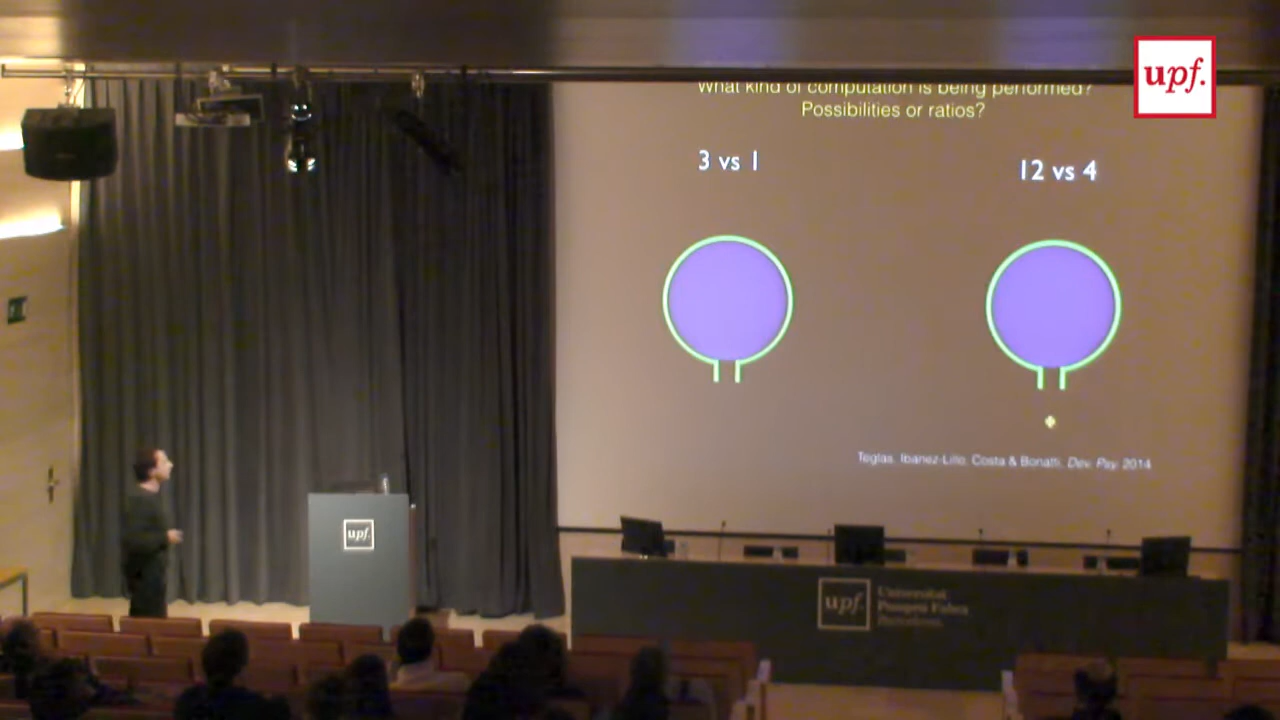 What kind of computation is being performed?
Possibilities or ratios?
upf.
3 vs 1
12 vs 4
Teglas, Ibanez-Lillo, Costa & Bonatti, Dev. Psy. 2014
upf.
upf.
Universitat
Pompeu Fabra
Barcelona